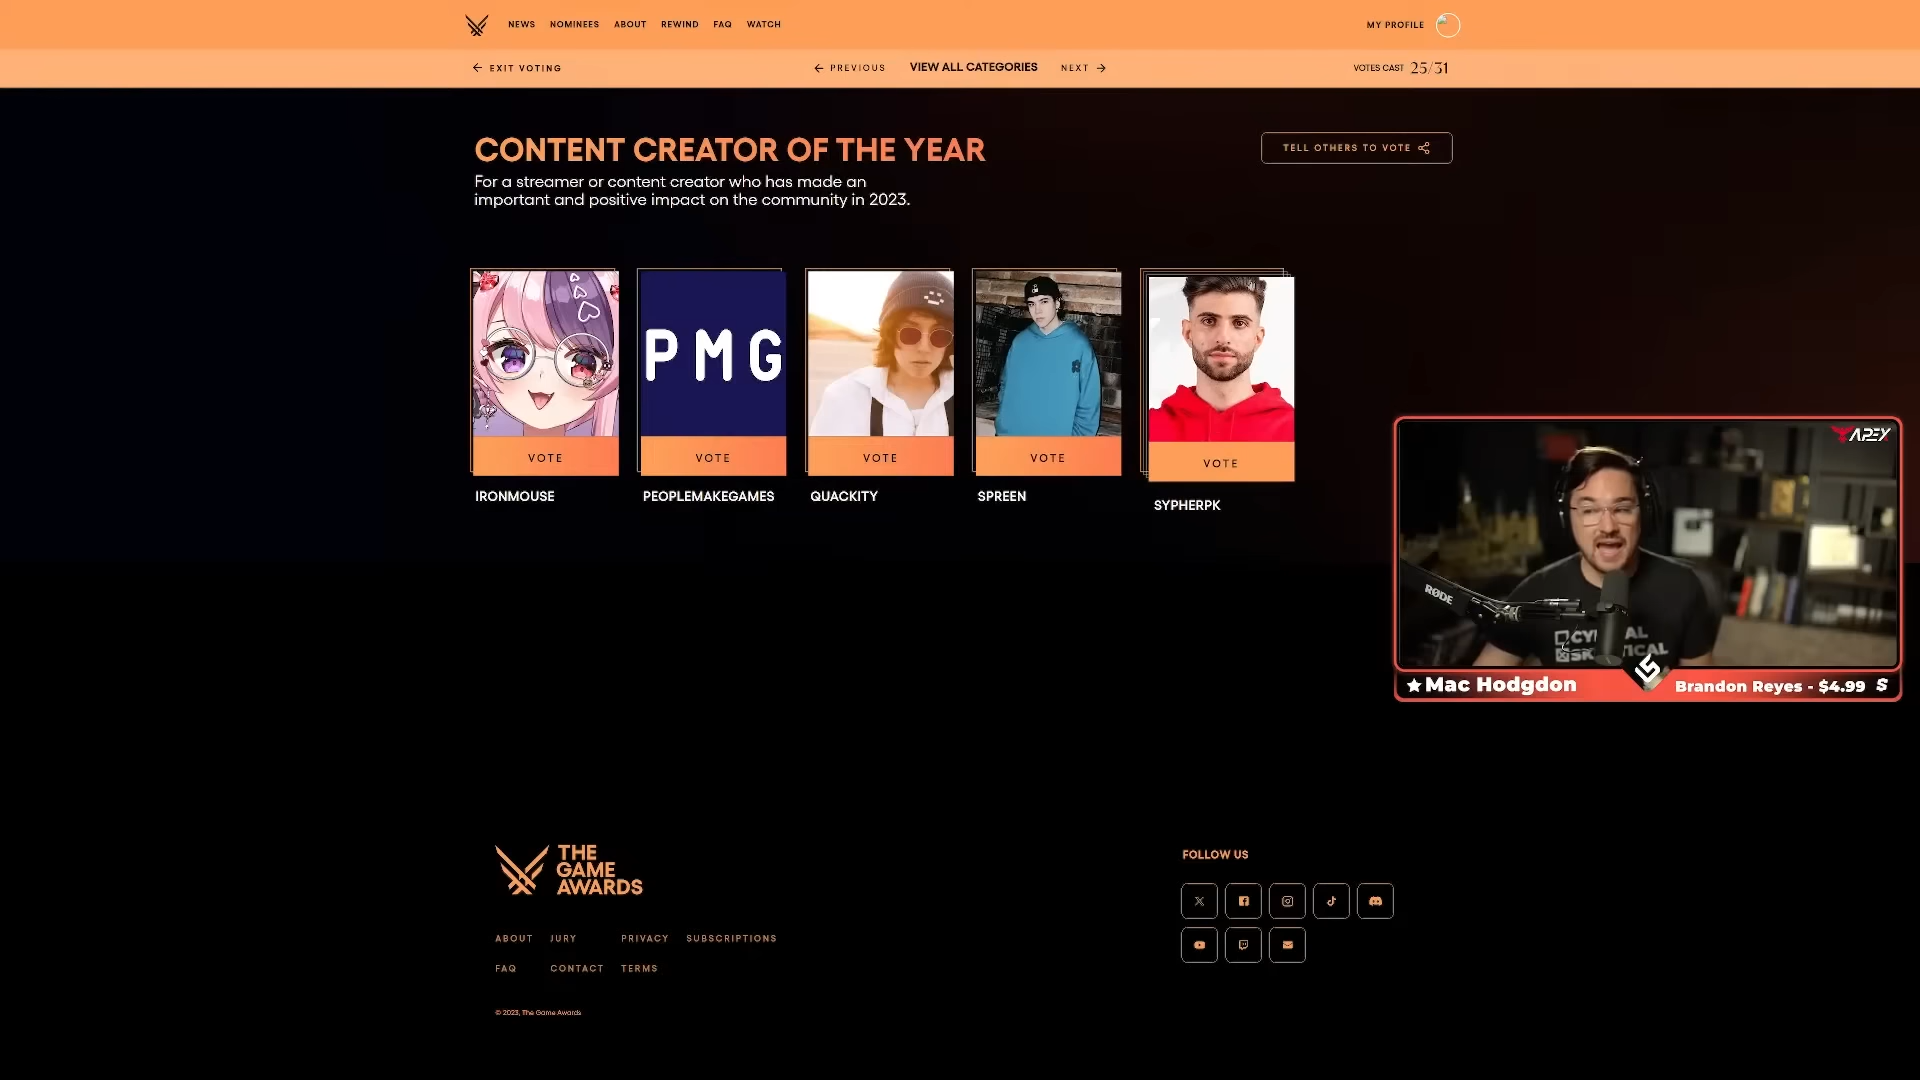 NEWS NOMINEES ABOUT REWIND FAQ WATCH
MY PROFILE
EXIT VOTING
PREVIOUS
VIEW ALL CATEGORIES
NEXT
VOTES CAST 25/31
CONTENT CREATOR OF THE YEAR
For a streamer or content creator who has made an
important and positive impact on the community in 2023.
TELL OTHERS TO VOTE
PMG
VOTE
VOTE
VOTE
VOTE
VOTE
IRONMOUSE
PEOPLEMAKEGAMES
QUACKITY
SPREEN
SYPHERPK
APEX
RØDE
Mac Hodgdon
Brandon Reyes - $4.99
THE
GAME
AWARDS
FOLLOW US
ABOUT JURY PRIVACY SUBSCRIPTIONS
FAQ CONTACT TERMS
© 2023, The Game Awards